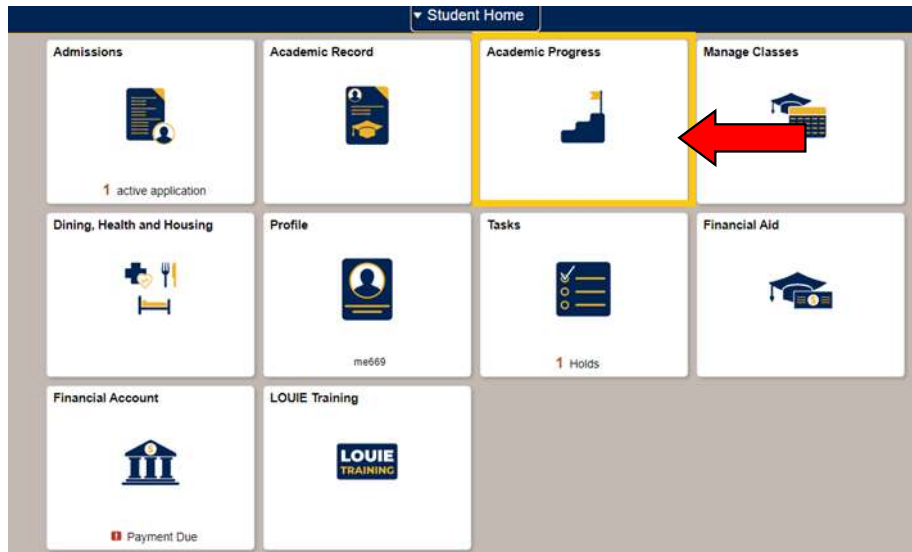 Student Home
Admissions
1 active application
Academic Record
Academic Progress
Manage Classes
Dining, Health and Housing
Profile
me669
Tasks
1 Holds
Financial Aid
Financial Account
Payment Due
LOUIE Training
LOUIE
TRAINING